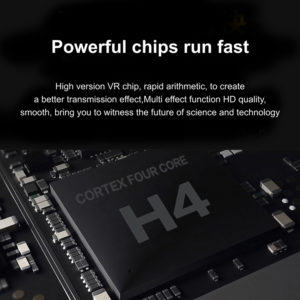 Powerful chips run fast
High version VR chip, rapid arithmetic, to create
a better transmission effect,Multi effect function HD quality,
smooth, bring you to witness the future of science and technology
CORTEX FOUR CORE
H4